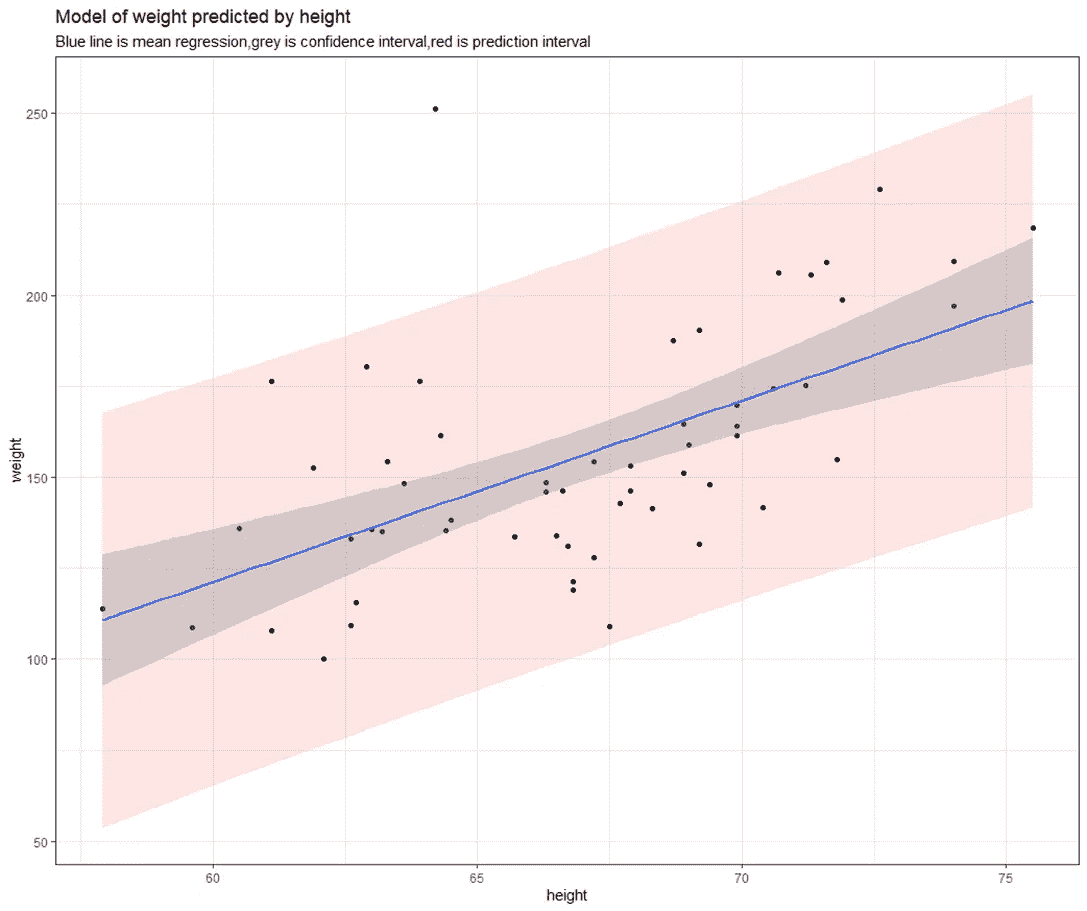 Model of weight predicted by height
Blue line is mean regression,grey is confidence interval,red is prediction interval
250
200
150
100
50
weight
60 65 70 75
height